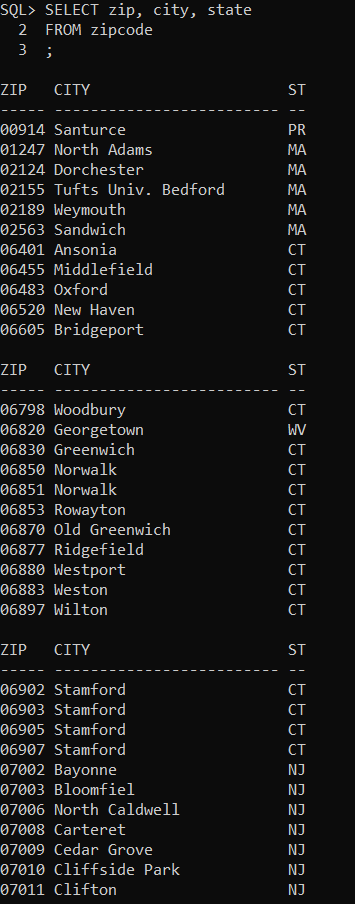 SQL> SELECT zip, city, state
  2  FROM zipcode
  3  ;
ZIP   CITY                      ST
----- ------------------------- --
00914 Santurce                  PR
01247 North Adams               MA
02124 Dorchester                MA
02155 Tufts Univ. Bedford       MA
02189 Weymouth                  MA
02563 Sandwich                  MA
06401 Ansonia                   CT
06455 Middlefield               CT
06483 Oxford                    CT
06520 New Haven                 CT
06605 Bridgeport                CT
ZIP   CITY                      ST
----- ------------------------- --
06798 Woodbury                  CT
06820 Georgetown                WV
06830 Greenwich                 CT
06850 Norwalk                   CT
06851 Norwalk                   CT
06853 Rowayton                  CT
06870 Old Greenwich             CT
06877 Ridgefield                CT
06880 Westport                  CT
06883 Weston                    CT
06897 Wilton                    CT
ZIP   CITY                      ST
----- ------------------------- --
06902 Stamford                  CT
06903 Stamford                  CT
06905 Stamford                  CT
06907 Stamford                  CT
07002 Bayonne                   NJ
07003 Bloomfiel                 NJ
07006 North Caldwell            NJ
07008 Carteret                  NJ
07009 Cedar Grove               NJ
07010 Cliffside Park            NJ
07011 Clifton                   NJ